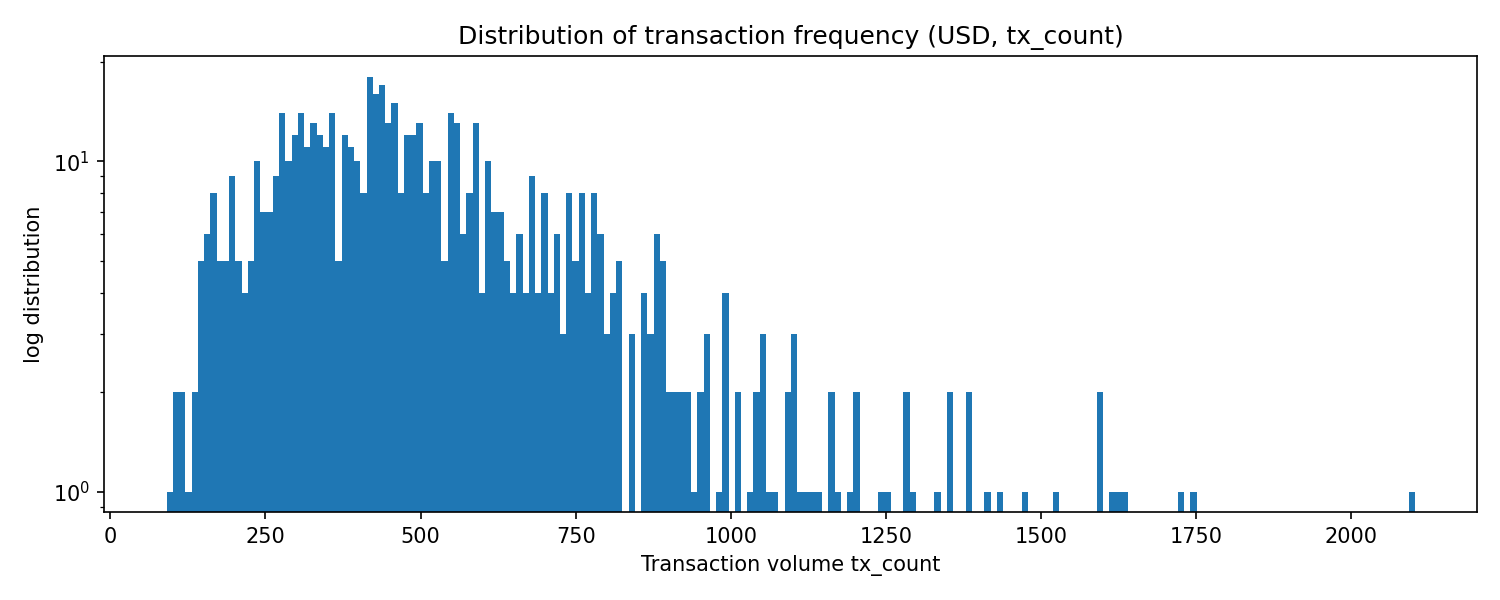 Distribution of transaction frequency (USD, tx_count)
log distribution
10¹
10⁰
0 250 500 750 1000 1250 1500 1750 2000
Transaction volume tx_count